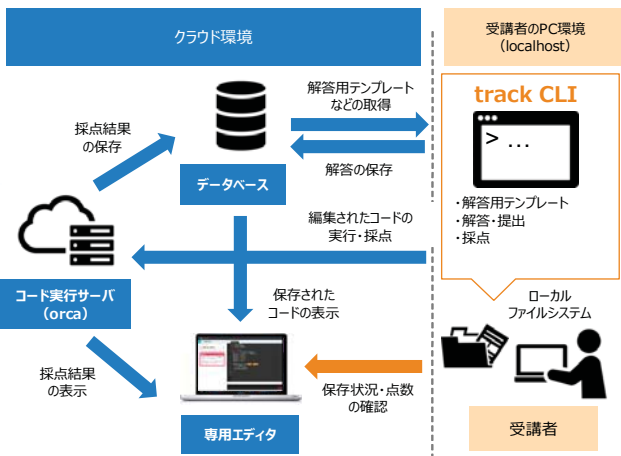 クラウド環境
受講者のPC環境
（localhost）
解答用テンプレート
などの取得
採点結果
の保存
解答の保存
データベース
track CLI
> ...
・解答用テンプレート
・解答・提出
・採点
編集されたコードの
実行・採点
コード実行サーバ
（orca）
保存された
コードの表示
ローカル
ファイルシステム
採点結果
の表示
保存状況・点数
の確認
専用エディタ
受講者